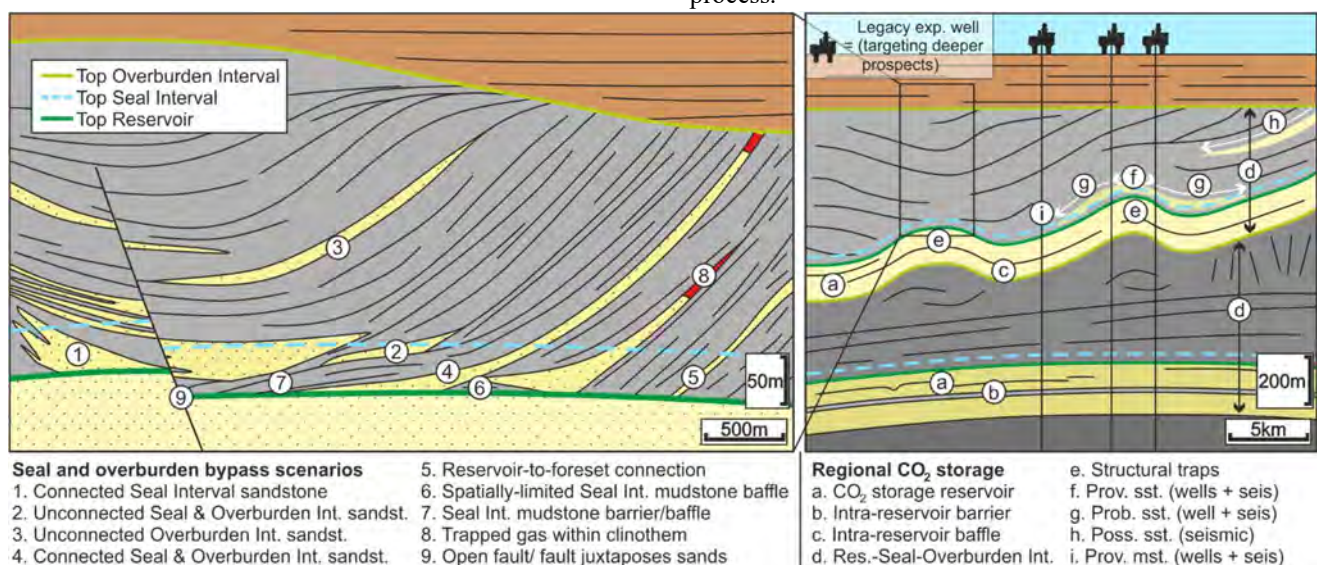 process.
Top Overburden Interval
Top Seal Interval
Top Reservoir
1
2
3
4
5
6
7
8
9
50m
500m
Legacy exp. well
= (targeting deeper
prospects)
h
d
g
f
g
i
e
e
a
c
d
a
b
200m
5km
Seal and overburden bypass scenarios
1. Connected Seal Interval sandstone
2. Unconnected Seal & Overburden Int. sandst.
3. Unconnected Overburden Int. sandst.
4. Connected Seal & Overburden Int. sandst.
5. Reservoir-to-foreset connection
6. Spatially-limited Seal Int. mudstone baffle
7. Seal Int. mudstone barrier/baffle
8. Trapped gas within clinothem
9. Open fault/ fault juxtaposes sands
Regional CO₂ storage
a. CO₂ storage reservoir
b. Intra-reservoir barrier
c. Intra-reservoir baffle
d. Res.-Seal-Overburden Int.
e. Structural traps
f. Prov. sst. (wells + seis)
g. Prob. sst. (well + seis)
h. Poss. sst. (seismic)
i. Prov. mst. (wells + seis)